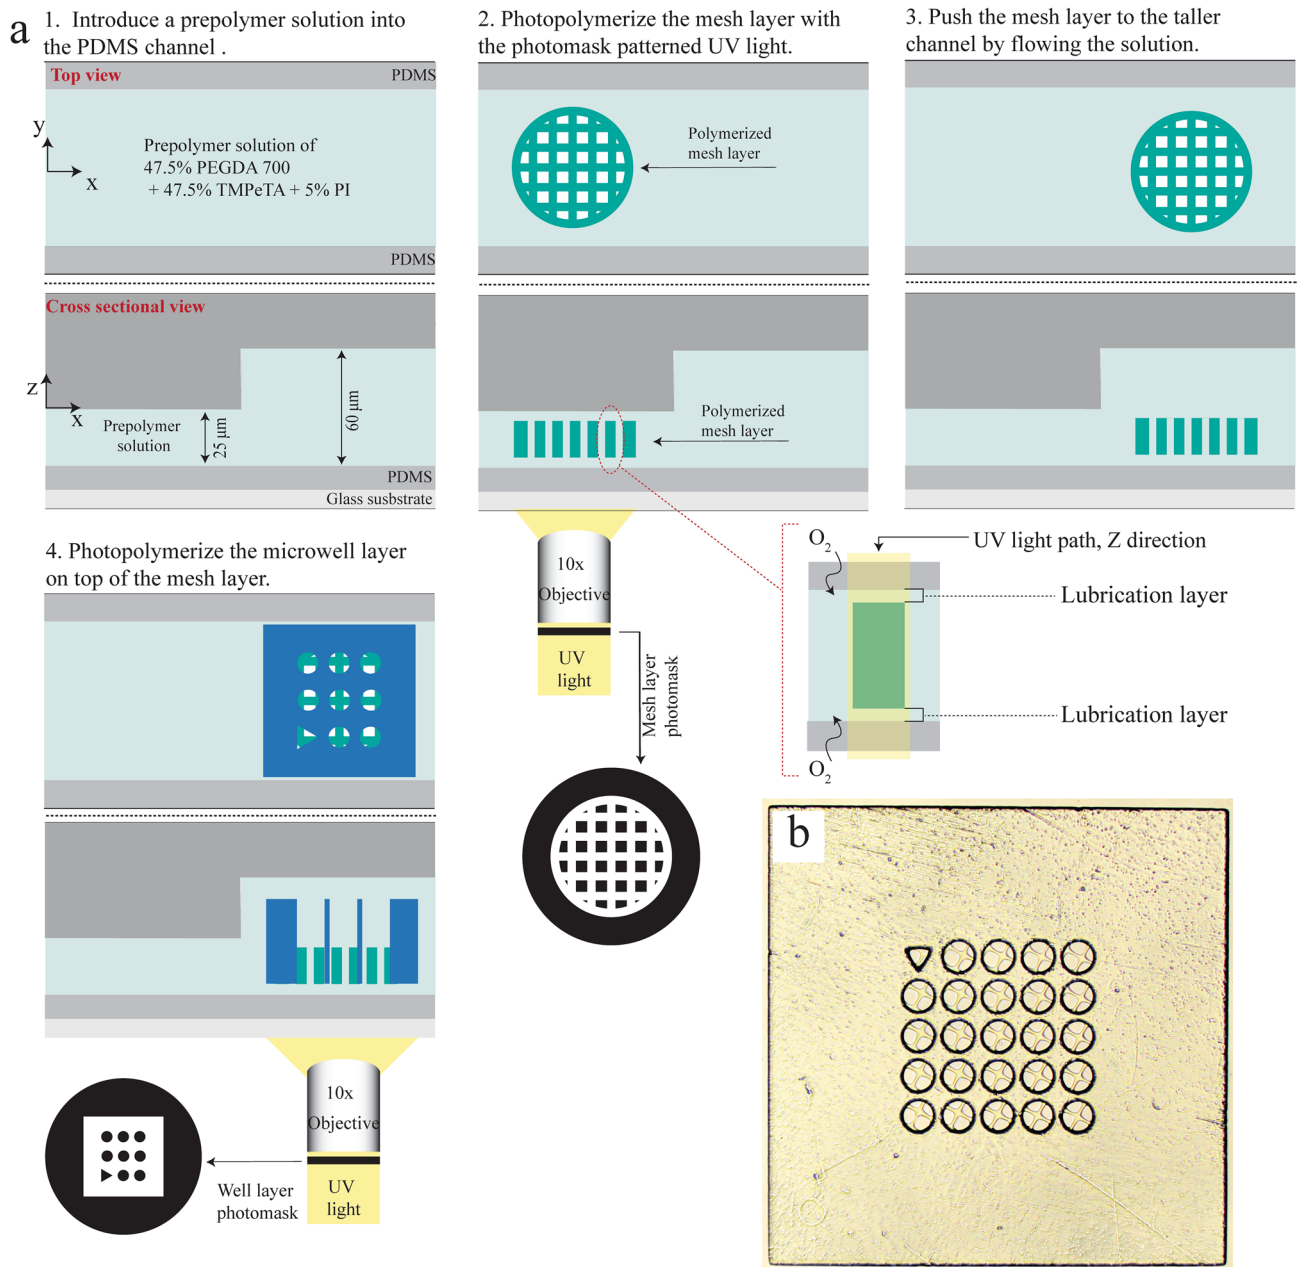 a
1. Introduce a prepolymer solution into
the PDMS channel .
Top view
PDMS
y
x
Prepolymer solution of
47.5% PEGDA 700
+ 47.5% TMPeTA + 5% PI
PDMS
Cross sectional view
z
x
Prepolymer
solution
25 µm
60 µm
PDMS
Glass susbstrate
2. Photopolymerize the mesh layer with
the photomask patterned UV light.
Polymerized
mesh layer
Polymerized
mesh layer
10x
Objective
UV
light
Mesh layer
photomask
3. Push the mesh layer to the taller
channel by flowing the solution.
O2
UV light path, Z direction
Lubrication layer
Lubrication layer
O2
4. Photopolymerize the microwell layer
on top of the mesh layer.
10x
Objective
UV
light
Well layer
photomask
b